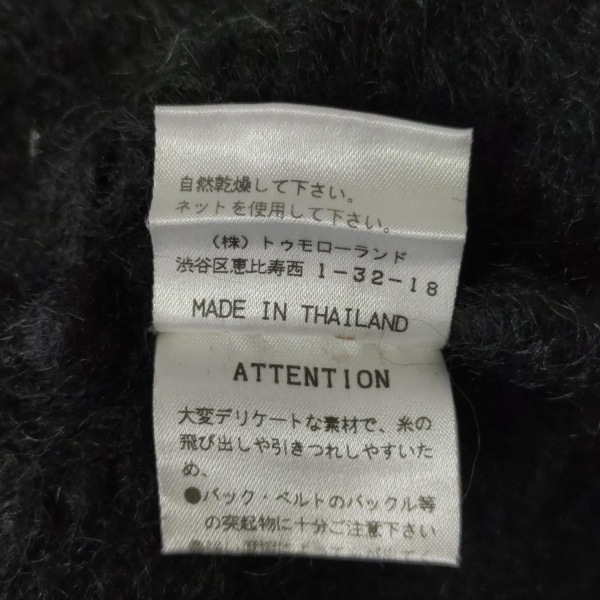 自然乾燥して下さい。
ネットを使用して下さい。
(株) トゥモローランド
渋谷区恵比寿西 1-32-18
MADE IN THAILAND
ATTENTION
大変デリケートな素材で、糸の
飛び出しや引きつれしやすいた
め、
●バック・ベルトのバックル等
の突起物に十分ご注意下さい